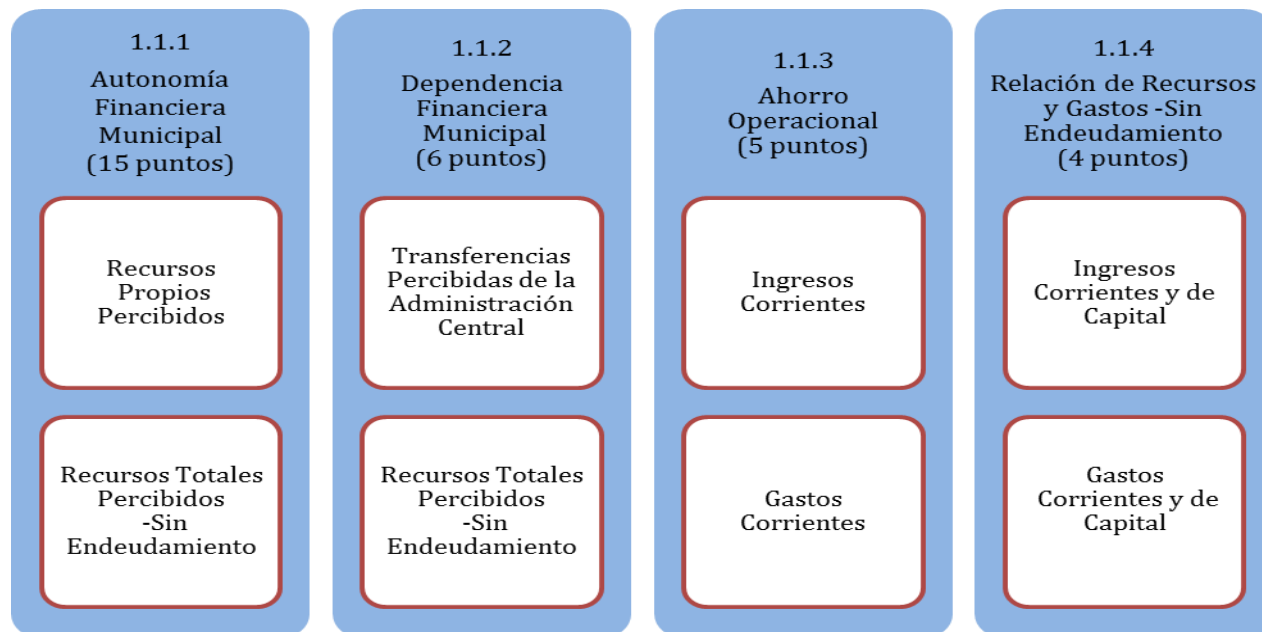 1.1.1
Autonomía
Financiera
Municipal
(15 puntos)
Recursos
Propios
Percibidos
Recursos Totales
Percibidos
-Sin
Endeudamiento
1.1.2
Dependencia
Financiera
Municipal
(6 puntos)
Transferencias
Percibidas de la
Administración
Central
Recursos Totales
Percibidos
-Sin
Endeudamiento
1.1.3
Ahorro
Operacional
(5 puntos)
Ingresos
Corrientes
Gastos
Corrientes
1.1.4
Relación de Recursos
y Gastos -Sin
Endeudamiento
(4 puntos)
Ingresos
Corrientes y de
Capital
Gastos
Corrientes y de
Capital